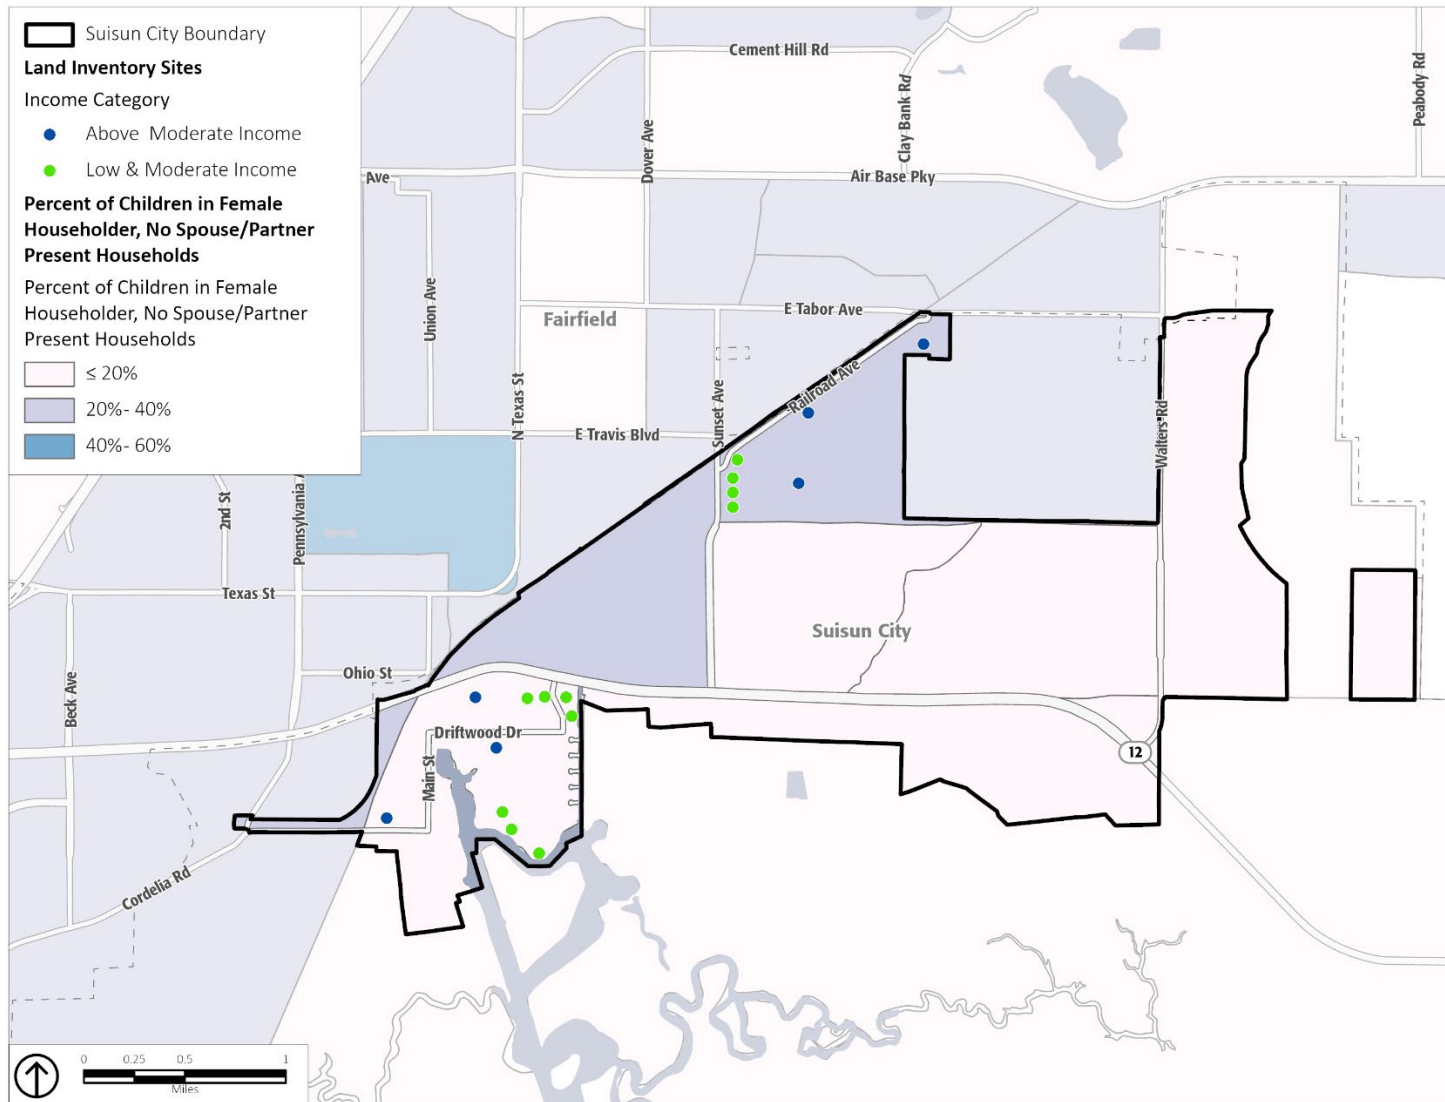 Suisun City Boundary
Land Inventory Sites
Income Category
Above Moderate Income
Low & Moderate Income
Percent of Children in Female
Householder, No Spouse/Partner
Present Households
Percent of Children in Female
Householder, No Spouse/Partner
Present Households
≤ 20%
20%- 40%
40%- 60%
Cement Hill Rd
Clay Bank Rd
Peabody Rd
Dover Ave
Ave
Air Base Pky
Union Ave
Fairfield
E Tabor Ave
N Texas St
Sunset Ave
Railroad Ave
E Travis Blvd
Walters Rd
2nd St
Pennsylvania A
Texas St
Suisun City
Ohio St
Beck Ave
Driftwood Dr
Main St
12
Cordelia Rd
0 0.25 0.5 1
Miles